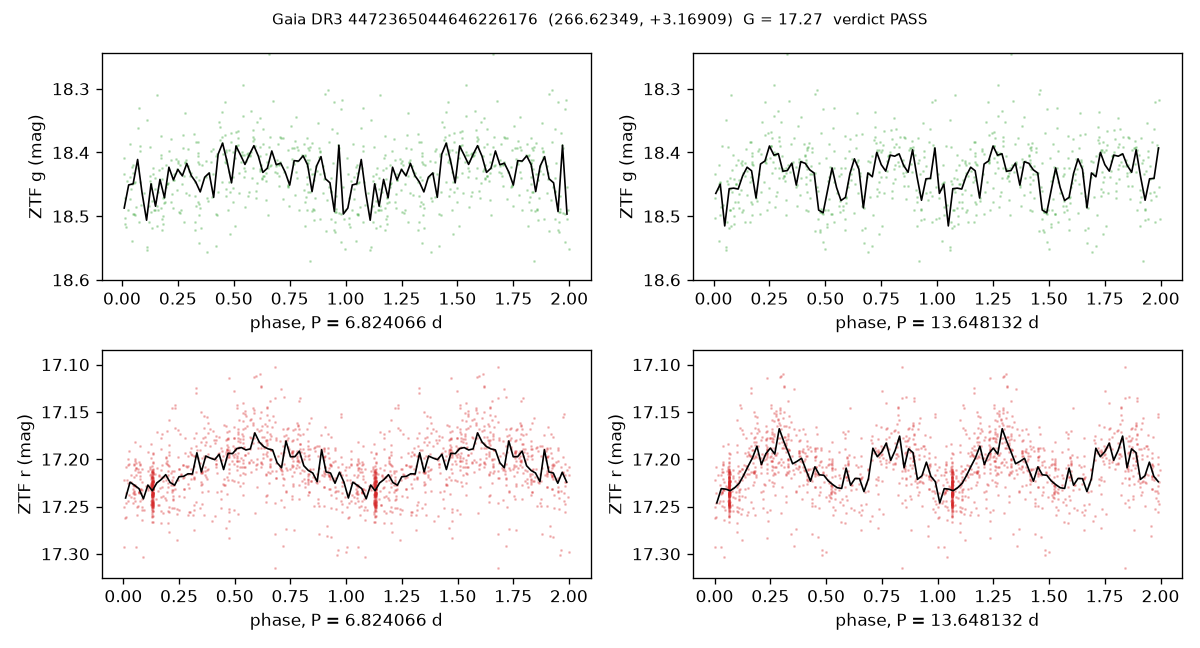 Gaia DR3 4472365044646226176 (266.62349, +3.16909) G = 17.27 verdict PASS
ZTF g (mag)
18.3
18.4
18.5
18.6
0.00 0.25 0.50 0.75 1.00 1.25 1.50 1.75 2.00
phase, P = 6.824066 d
ZTF g (mag)
18.3
18.4
18.5
18.6
0.00 0.25 0.50 0.75 1.00 1.25 1.50 1.75 2.00
phase, P = 13.648132 d
ZTF r (mag)
17.10
17.15
17.20
17.25
17.30
0.00 0.25 0.50 0.75 1.00 1.25 1.50 1.75 2.00
phase, P = 6.824066 d
ZTF r (mag)
17.10
17.15
17.20
17.25
17.30
0.00 0.25 0.50 0.75 1.00 1.25 1.50 1.75 2.00
phase, P = 13.648132 d